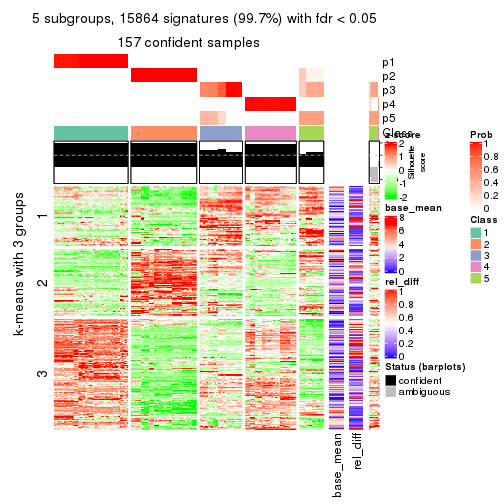 5 subgroups, 15864 signatures (99.7%) with fdr < 0.05
157 confident samples
p1
p2
p3
p4
p5
Class
Silhouette
score
k-means with 3 groups
1
2
3
base_mean
rel_diff
z-score
2
1
0
-1
-2
base_mean
8
6
4
2
0
rel_diff
1
0.8
0.6
0.4
0.2
0
Status (barplots)
confident
ambiguous
Prob
1
0.8
0.6
0.4
0.2
0
Class
1
2
3
4
5